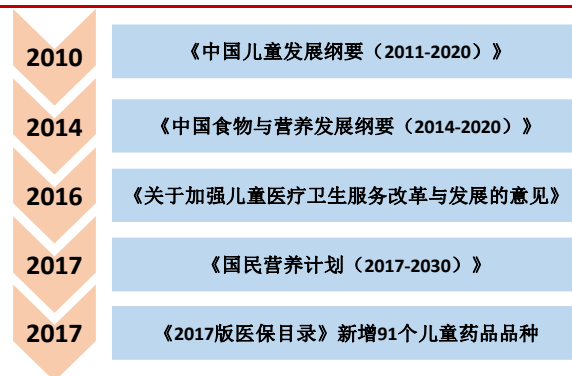 2010
《中国儿童发展纲要（2011-2020）》
2014
《中国食物与营养发展纲要（2014-2020）》
2016
《关于加强儿童医疗卫生服务改革与发展的意见》
2017
《国民营养计划（2017-2030）》
2017
《2017版医保目录》新增91个儿童药品品种